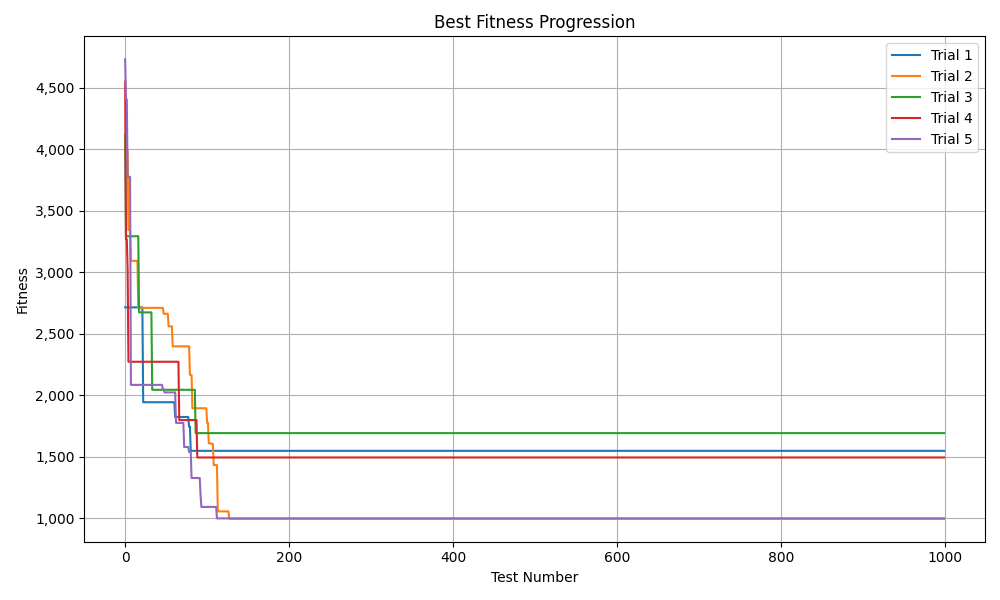 Best Fitness Progression
Fitness
4,500
4,000
3,500
3,000
2,500
2,000
1,500
1,000
Trial 1
Trial 2
Trial 3
Trial 4
Trial 5
0
200
400
600
800
1000
Test Number